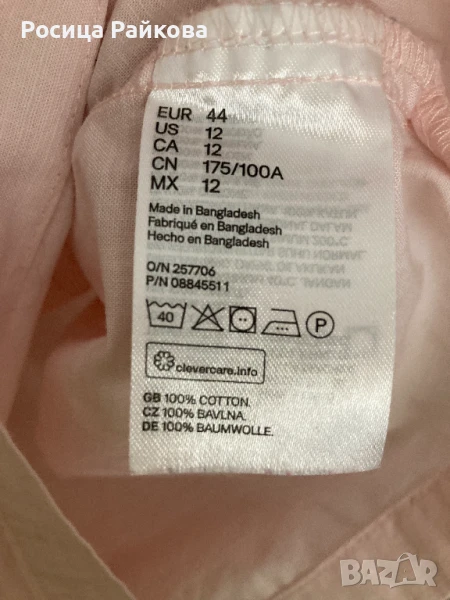 Росица Райкова
EUR 44
US 12
CA 12
CN 175/100A
MX 12
Made in Bangladesh
Fabriqué en Bangladesh
Hecho en Bangladesh
O/N 257706
P/N 08845511
40 P
clevercare.info
GB 100% COTTON.
CZ 100% BAVLNA.
DE 100% BAUMWOLLE.
BAZAR